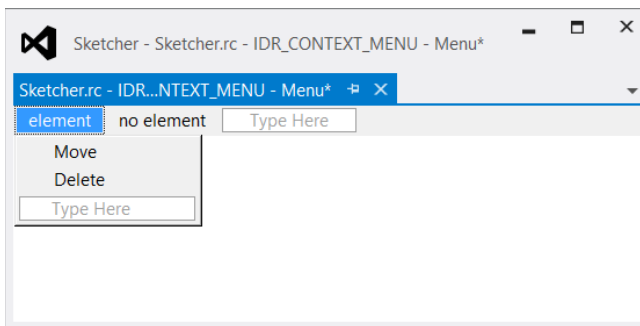 Sketcher - Sketcher.rc - IDR_CONTEXT_MENU - Menu*
Sketcher.rc - IDR...NTEXT_MENU - Menu*
element no element Type Here
Move
Delete
Type Here